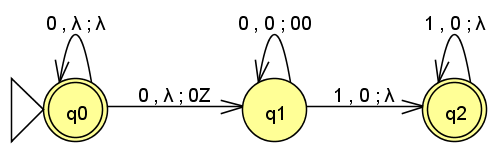 0 , λ ; λ
0 , 0 ; 00
1 , 0 ; λ
q0
0 , λ ; 0Z
q1
1 , 0 ; λ
q2